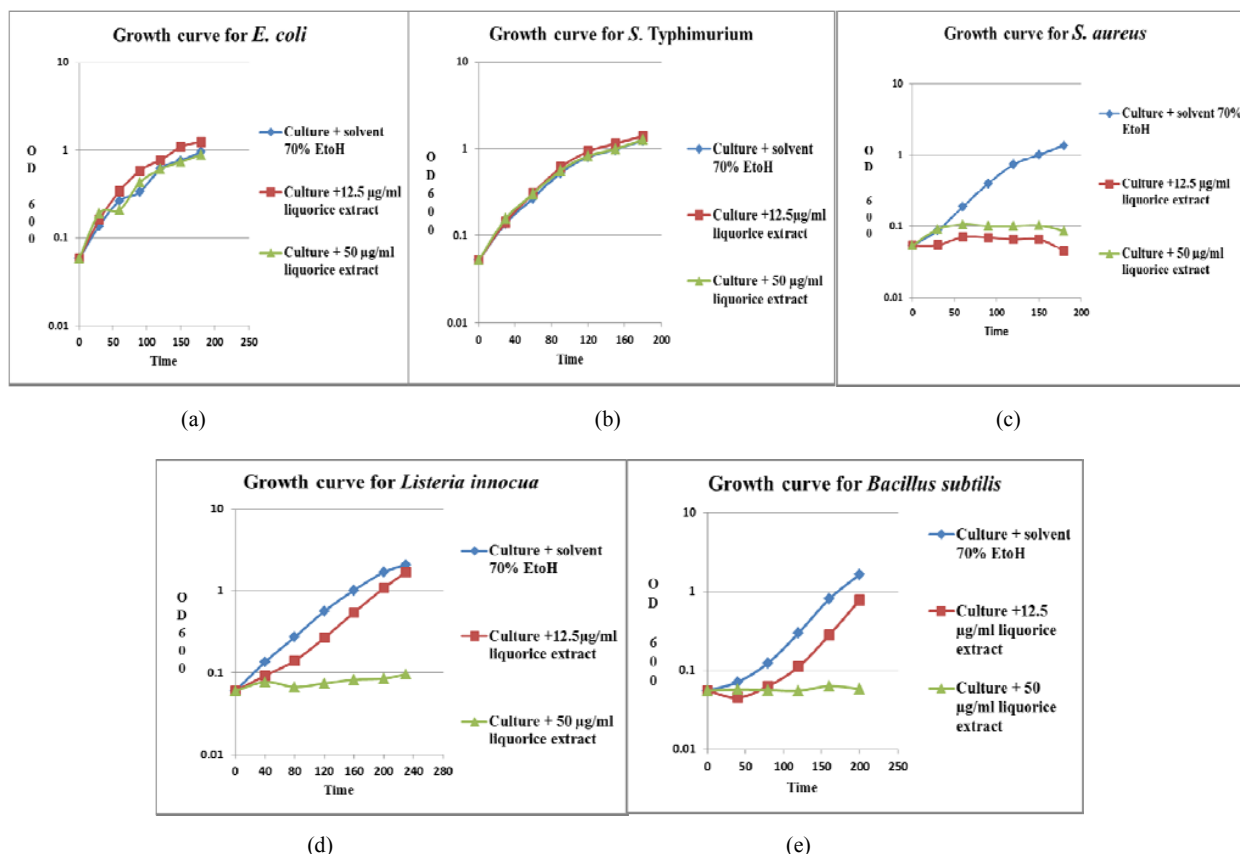 Growth curve for E. coli
10
1
0.1
0.01
O
D
6
0
0
0 50 100 150 200 250
Time
Culture + solvent
70% EtoH
Culture +12.5 µg/ml
liquorice extract
Culture + 50 µg/ml
liquorice extract
(a)
Growth curve for S. Typhimurium
10
1
0.1
0.01
O
D
6
0
0
0 40 80 120 160 200
Time
Culture + solvent
70% EtoH
Culture +12.5µg/ml
liquorice extract
Culture + 50 µg/ml
liquorice extract
(b)
Growth curve for S. aureus
10
1
0.1
0.01
O
D
6
0
0
0 50 100 150 200
Time
Culture + solvent 70%
EtoH
Culture +12.5 µg/ml
liquorice extract
Culture + 50 µg/ml
liquorice extract
(c)
Growth curve for Listeria innocua
10
1
0.1
0.01
O
D
6
0
0
0 40 80 120 160 200 240 280
Time
Culture + solvent
70% EtoH
Culture +12.5µg/ml
liquorice extract
Culture + 50 µg/ml
liquorice extract
(d)
Growth curve for Bacillus subtilis
10
1
0.1
0.01
O
D
6
0
0
0 50 100 150 200 250
Time
Culture + solvent
70% EtoH
Culture +12.5
µg/ml liquorice
extract
Culture + 50
µg/ml liquorice
extract
(e)